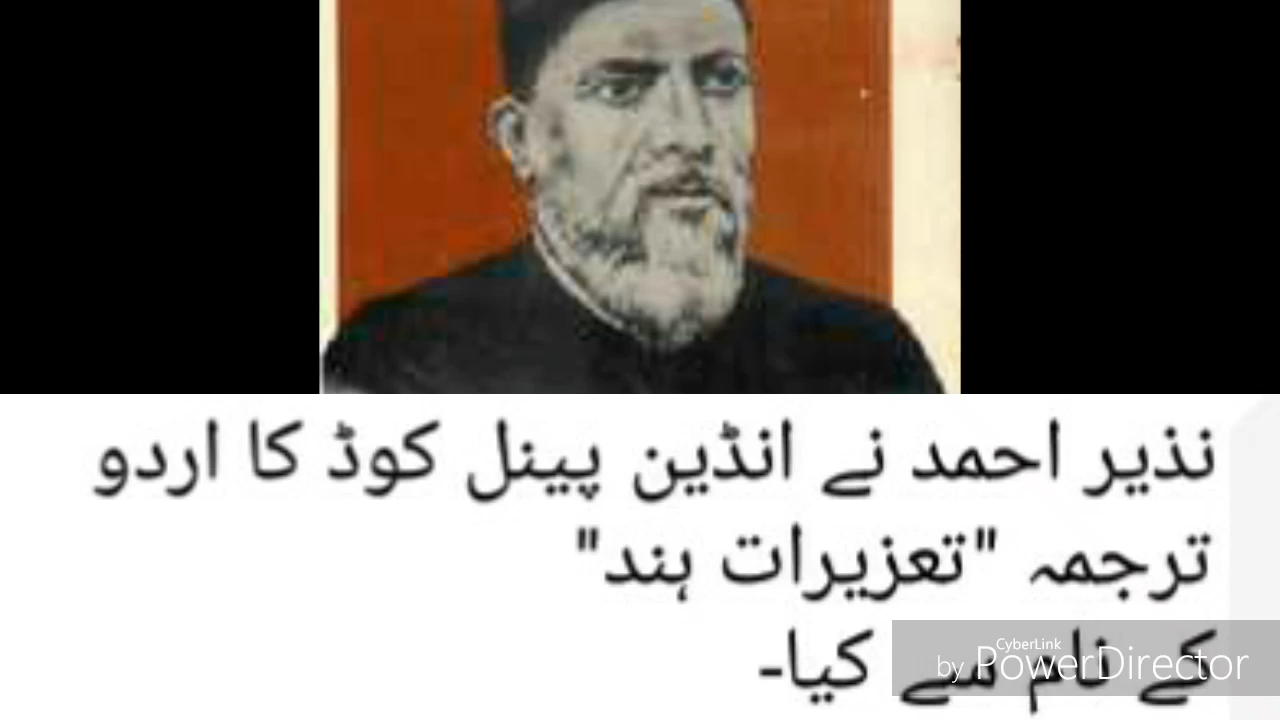 نذیر احمد نے انڈین پینل کوڈ کا اردو
ترجمہ "تعزیرات ہند"
کے نام سے کیا-
CyberLink
by PowerDirector